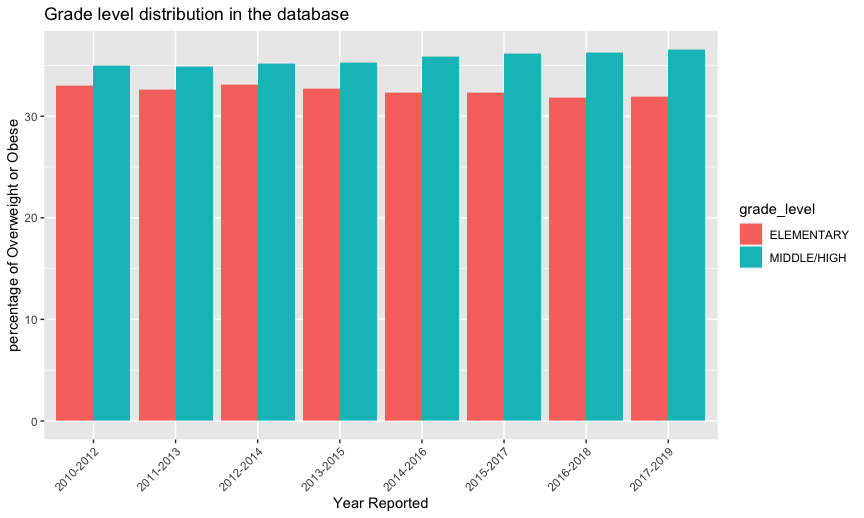 Grade level distribution in the database
percentage of Overweight or Obese
30
20
10
0
2010-2012
2011-2013
2012-2014
2013-2015
2014-2016
2015-2017
2016-2018
2017-2019
Year Reported
grade_level
ELEMENTARY
MIDDLE/HIGH